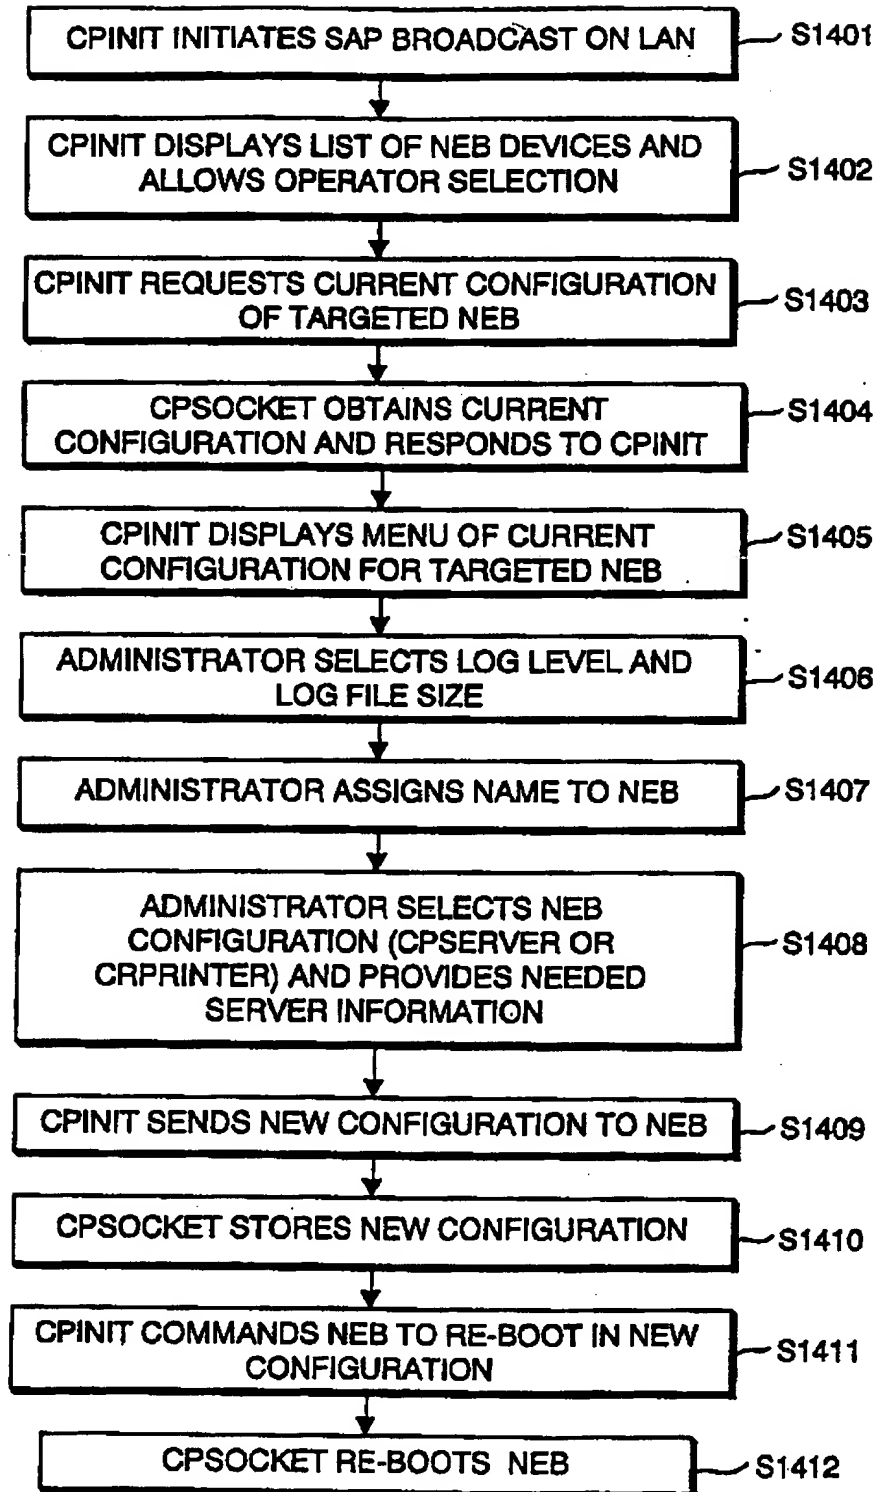 CPINIT INITIATES SAP BROADCAST ON LAN
S1401
CPINIT DISPLAYS LIST OF NEB DEVICES AND
ALLOWS OPERATOR SELECTION
S1402
CPINIT REQUESTS CURRENT CONFIGURATION
OF TARGETED NEB
S1403
CPSOCKET OBTAINS CURRENT
CONFIGURATION AND RESPONDS TO CPINIT
S1404
CPINIT DISPLAYS MENU OF CURRENT
CONFIGURATION FOR TARGETED NEB
S1405
ADMINISTRATOR SELECTS LOG LEVEL AND
LOG FILE SIZE
S1406
ADMINISTRATOR ASSIGNS NAME TO NEB
S1407
ADMINISTRATOR SELECTS NEB
CONFIGURATION (CPSERVER OR
CRPRINTER) AND PROVIDES NEEDED
SERVER INFORMATION
S1408
CPINIT SENDS NEW CONFIGURATION TO NEB
S1409
CPSOCKET STORES NEW CONFIGURATION
S1410
CPINIT COMMANDS NEB TO RE-BOOT IN NEW
CONFIGURATION
S1411
CPSOCKET RE-BOOTS NEB
S1412